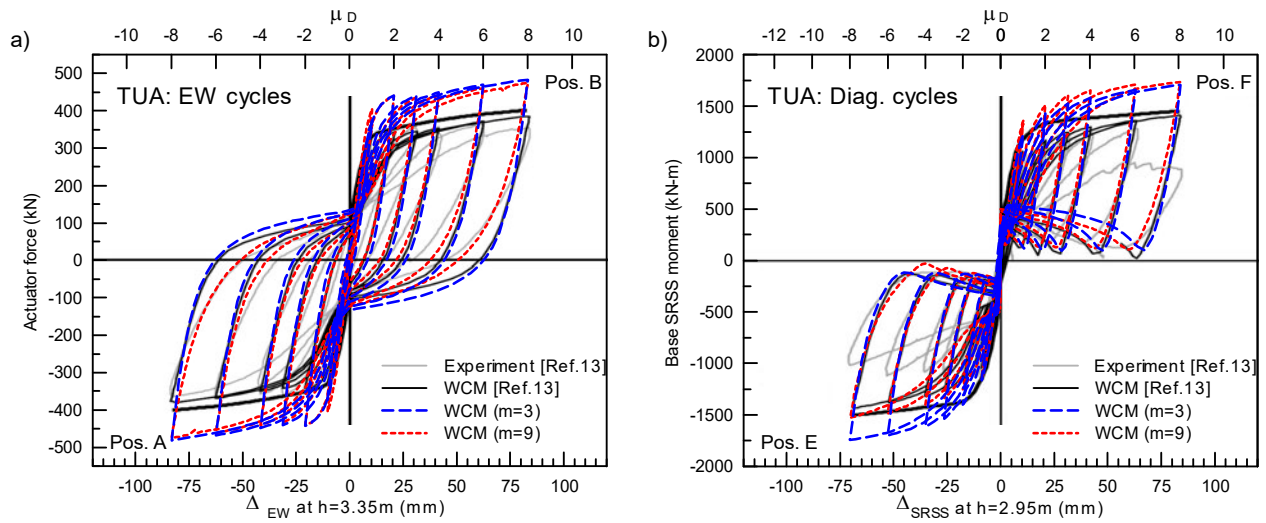 a)
μ D
-10 -8 -6 -4 -2 0 2 4 6 8 10
TUA: EW cycles
Pos. B
Actuator force (kN)
500
400
300
200
100
0
-100
-200
-300
-400
-500
Experiment [Ref.13]
WCM [Ref.13]
WCM (m=3)
WCM (m=9)
Pos. A
-100 -75 -50 -25 0 25 50 75 100
Δ EW at h=3.35m (mm)
b)
μ D
-12 -10 -8 -6 -4 -2 0 2 4 6 8 10
TUA: Diag. cycles
Pos. F
Base SRSS moment (kN-m)
2000
1500
1000
500
0
-500
-1000
-1500
-2000
Experiment [Ref.13]
WCM [Ref.13]
WCM (m=3)
WCM (m=9)
Pos. E
-100 -75 -50 -25 0 25 50 75 100
ΔSRSS at h=2.95m (mm)